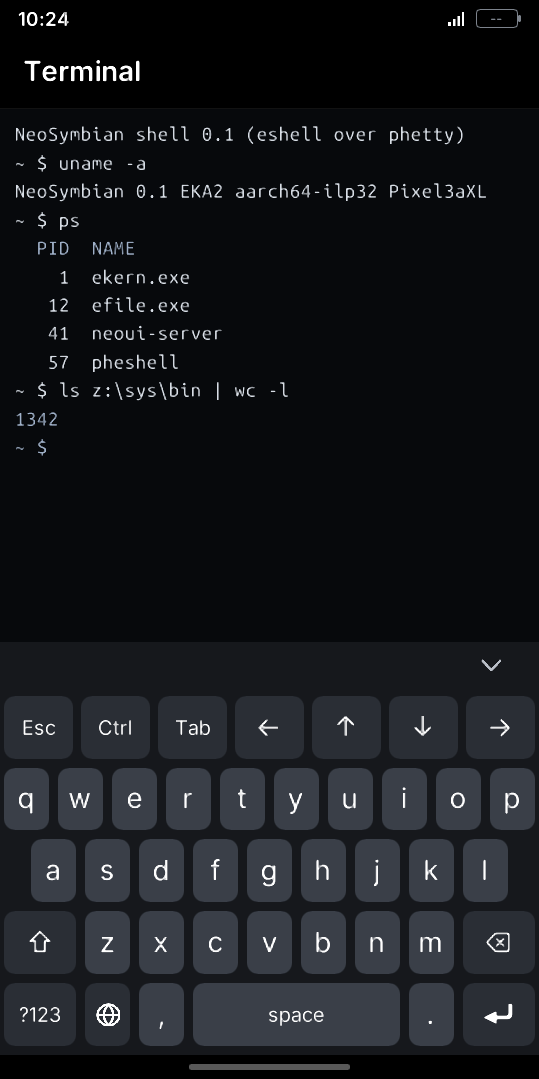 10:24
--
Terminal
NeoSymbian shell 0.1 (eshell over phetty)
~ $ uname -a
NeoSymbian 0.1 EKA2 aarch64-ilp32 Pixel3aXL
~ $ ps
PID NAME
1 ekern.exe
12 efile.exe
41 neoui-server
57 pheshell
~ $ ls z:\sys\bin | wc -l
1342
~ $
Esc Ctrl Tab ← ↑ ↓ →
q w e r t y u i o p
a s d f g h j k l
z x c v b n m
?123 , space .